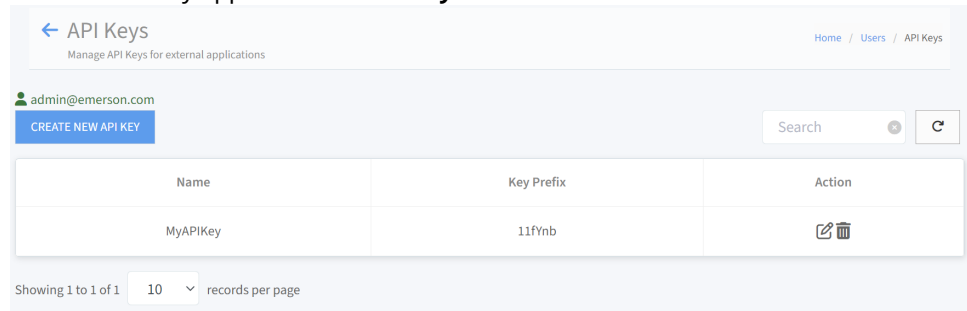 API Keys
Manage API Keys for external applications
Home / Users / API Keys
admin@emerson.com
CREATE NEW API KEY
Search
Name Key Prefix Action
MyAPIKey 11fYnb
Showing 1 to 1 of 1 10 records per page